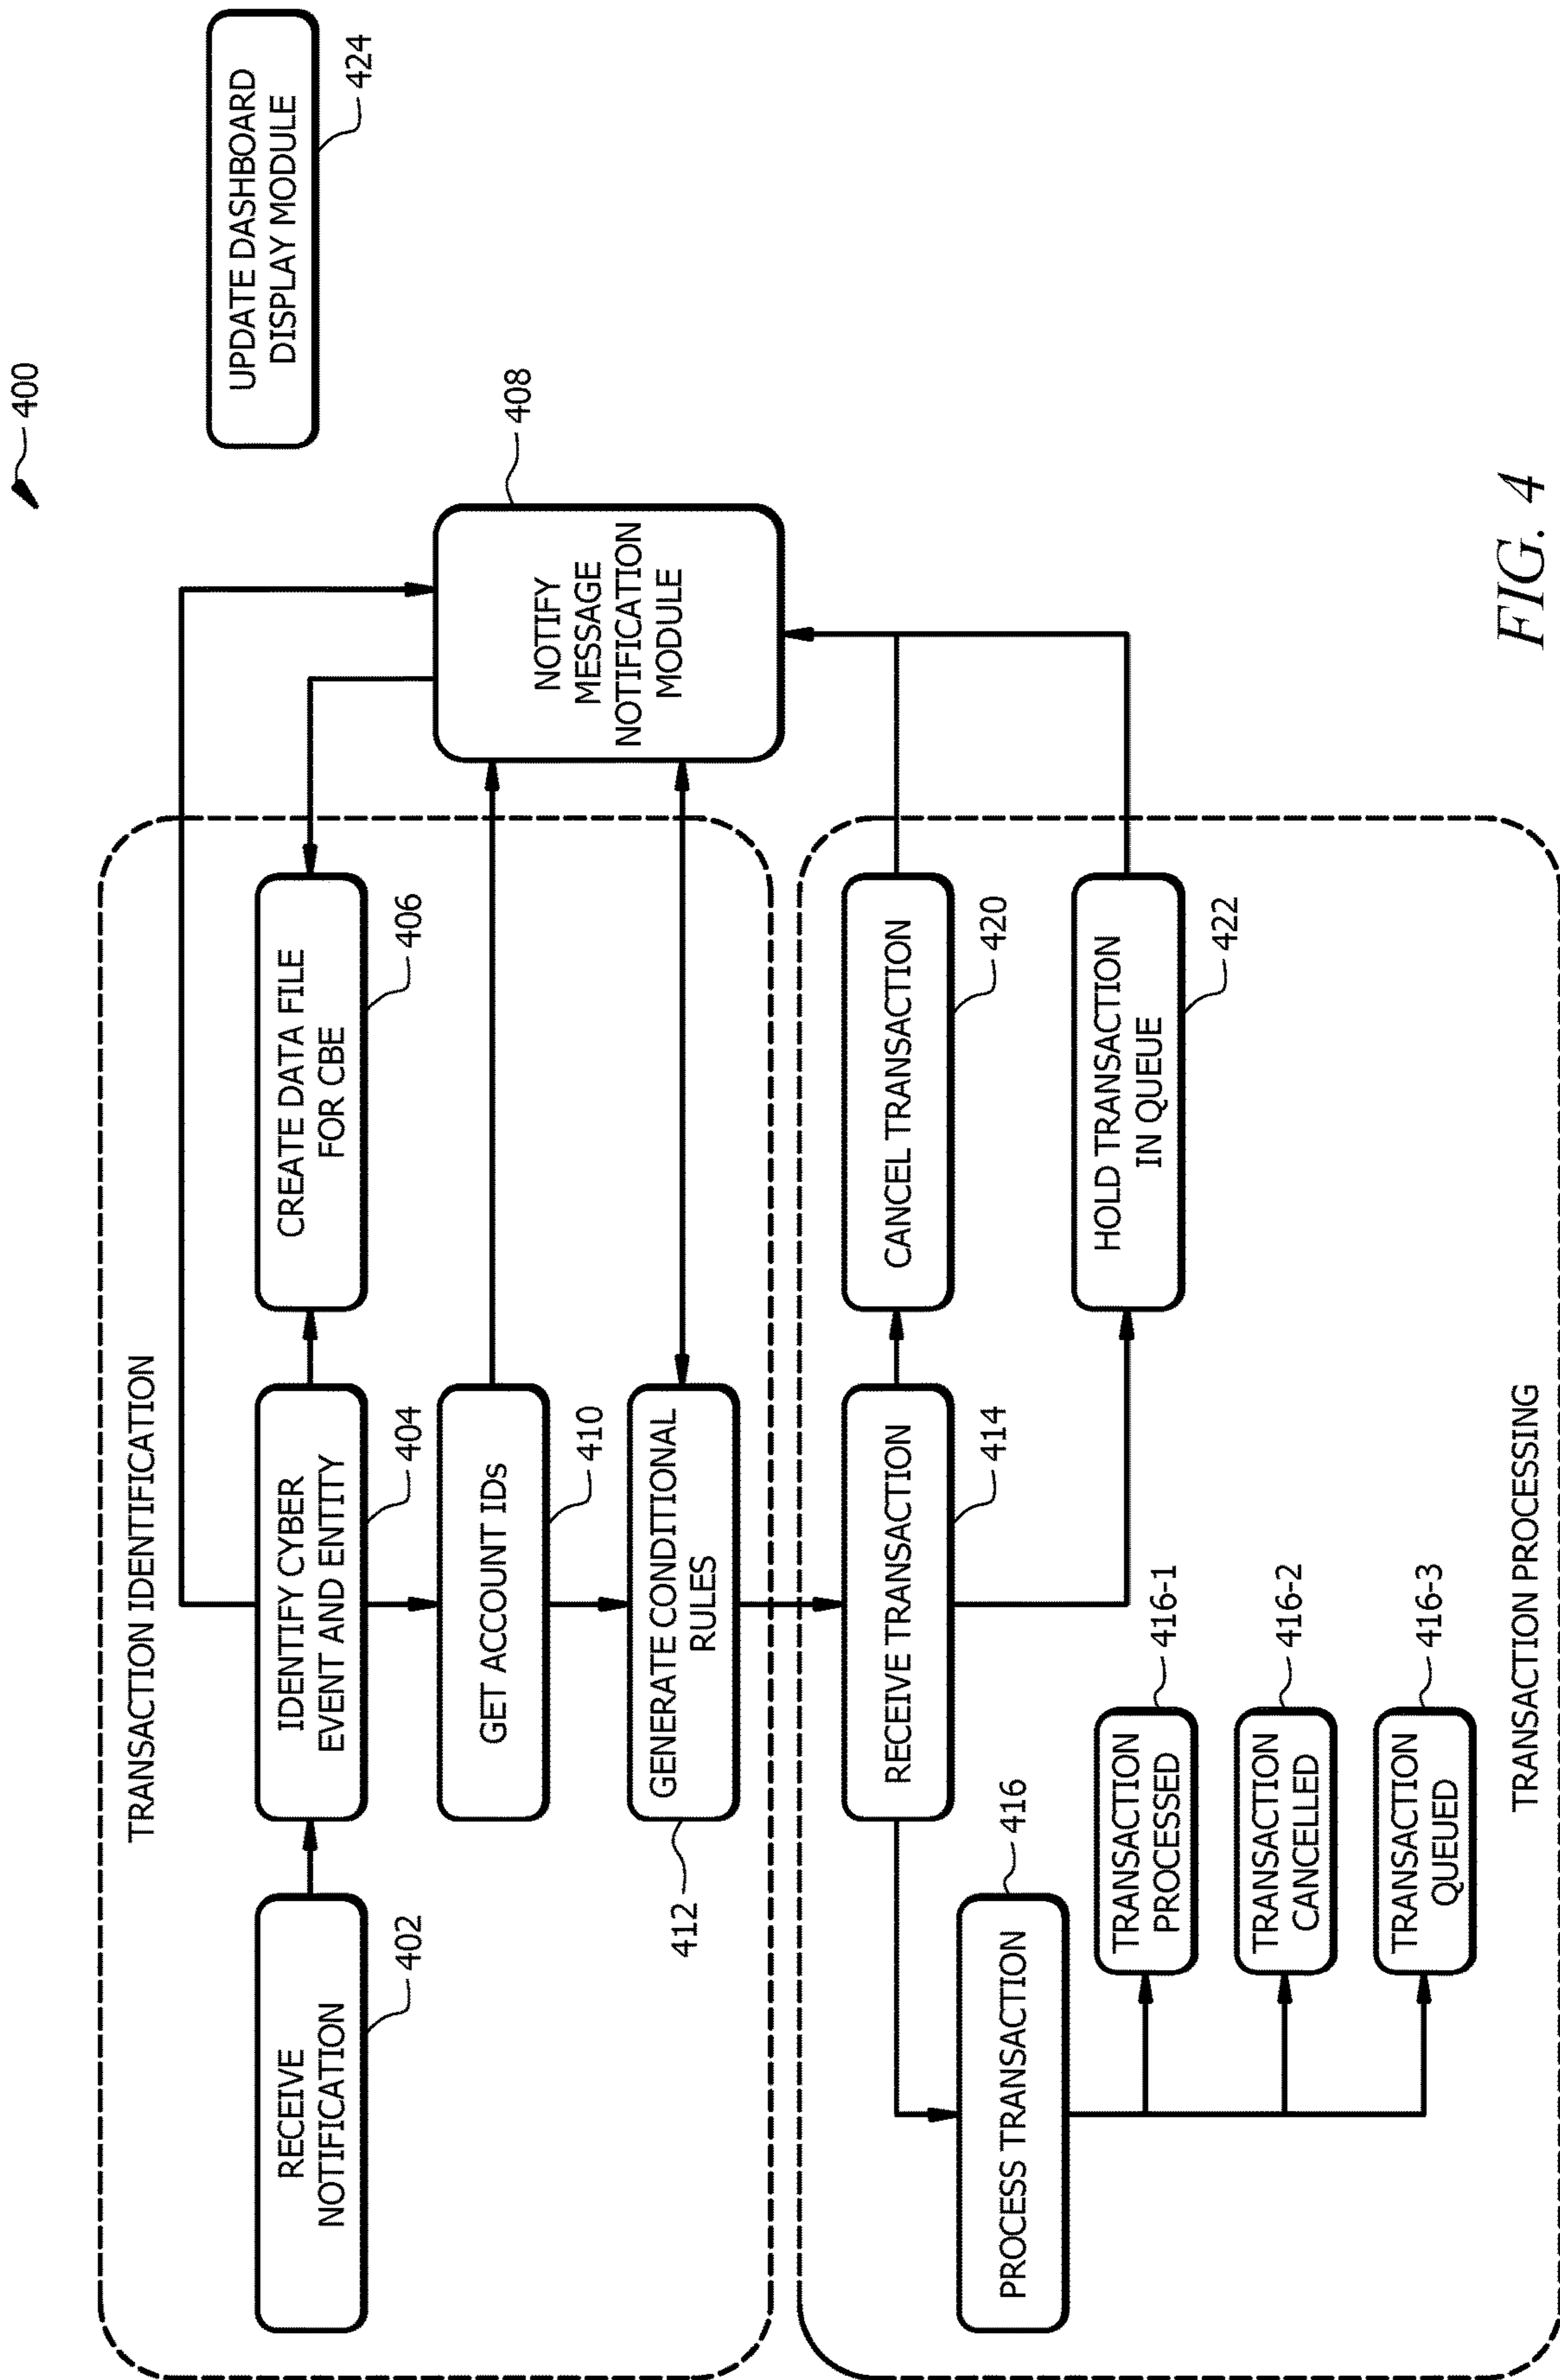 400
TRANSACTION IDENTIFICATION
RECEIVE
NOTIFICATION
402
IDENTIFY CYBER
EVENT AND ENTITY
404
CREATE DATA FILE
FOR CBE
406
UPDATE DASHBOARD
DISPLAY MODULE
424
GET ACCOUNT IDs
410
NOTIFY
MESSAGE
NOTIFICATION
MODULE
408
GENERATE CONDITIONAL
RULES
412
RECEIVE TRANSACTION
414
CANCEL TRANSACTION
420
PROCESS TRANSACTION
416
HOLD TRANSACTION
IN QUEUE
422
TRANSACTION
PROCESSED
416-1
TRANSACTION
CANCELLED
416-2
TRANSACTION
QUEUED
416-3
TRANSACTION PROCESSING
FIG. 4